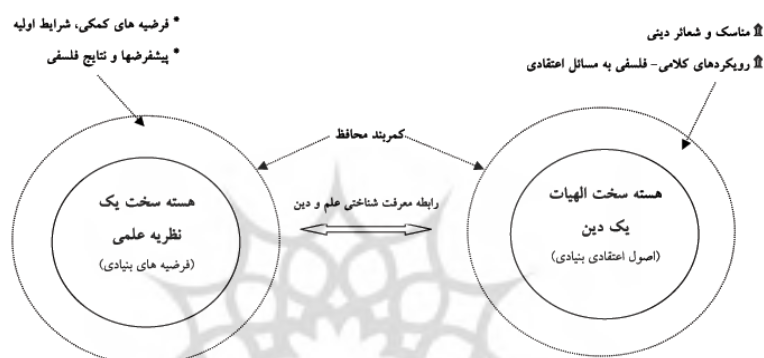 ⇑ مناسک و شعائر دینی
⇑ رویکردهای کلامی- فلسفی به مسائل اعتقادی
* فرضیه های کمکی، شرایط اولیه
* پیشفرضها و نتایج فلسفی
کمربند محافظ
هسته سخت الهیات
یک دین
(اصول اعتقادی بنیادی)
رابطه معرفت شناختی علم و دین
هسته سخت یک
نظریه علمی
(فرضیه های بنیادی)